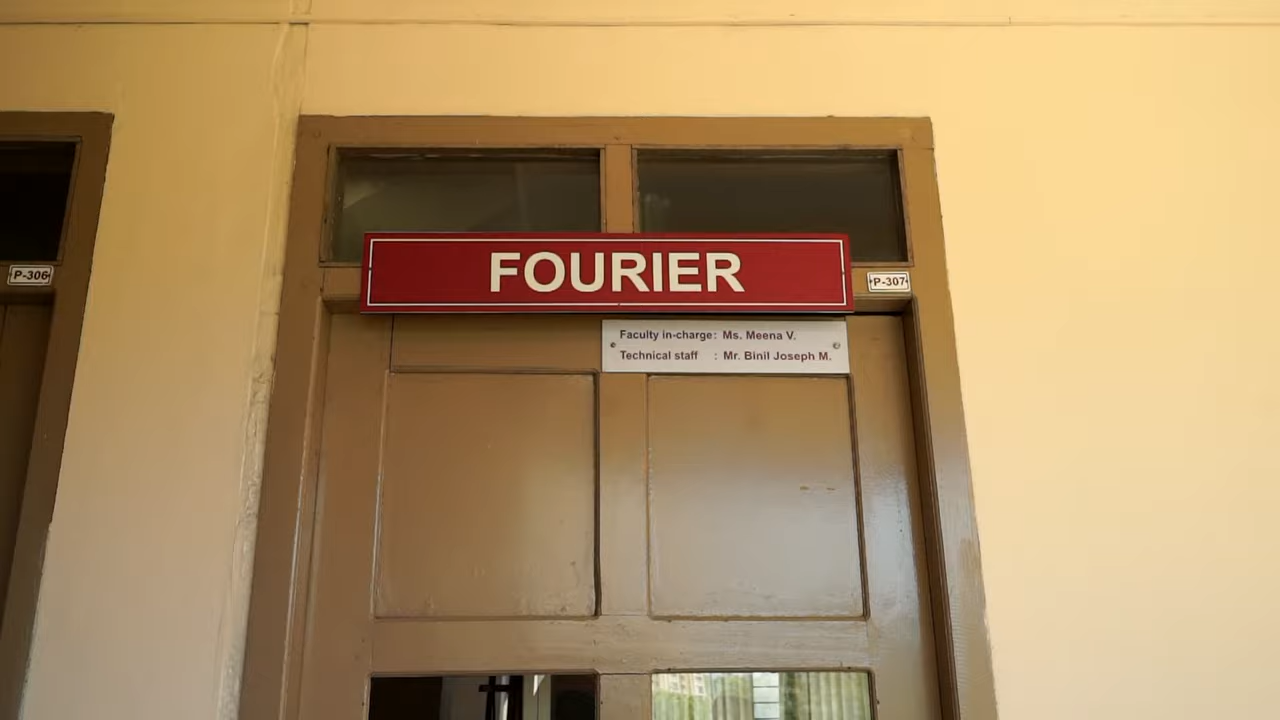 FOURIER
P-306
P-307
Faculty in-charge: Ms. Meena V.
Technical staff : Mr. Binil Joseph M.